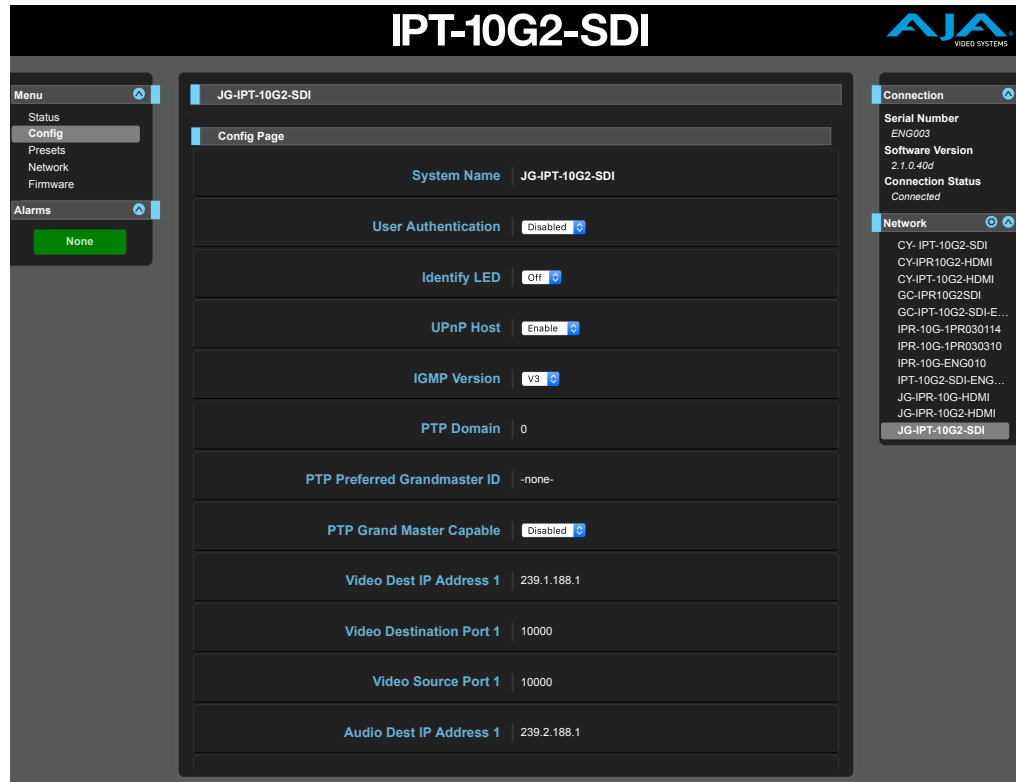 IPT-10G2-SDI
AJA
VIDEO SYSTEMS
Menu
Status
Config
Presets
Network
Firmware
Alarms
None
JG-IPT-10G2-SDI
Config Page
System Name JG-IPT-10G2-SDI
User Authentication Disabled
Identify LED Off
UPnP Host Enable
IGMP Version V3
PTP Domain 0
PTP Preferred Grandmaster ID -none-
PTP Grand Master Capable Disabled
Video Dest IP Address 1 239.1.188.1
Video Destination Port 1 10000
Video Source Port 1 10000
Audio Dest IP Address 1 239.2.188.1
Connection
Serial Number
ENG003
Software Version
2.1.0.40d
Connection Status
Connected
Network
CY- IPT-10G2-SDI
CY-IPR10G2-HDMI
CY-IPT-10G2-HDMI
GC-IPR10G2SDI
GC-IPT-10G2-SDI-E...
IPR-10G-1PR030114
IPR-10G-1PR030310
IPR-10G-ENG010
IPT-10G2-SDI-ENG...
JG-IPR-10G-HDMI
JG-IPR-10G2-HDMI
JG-IPT-10G2-SDI